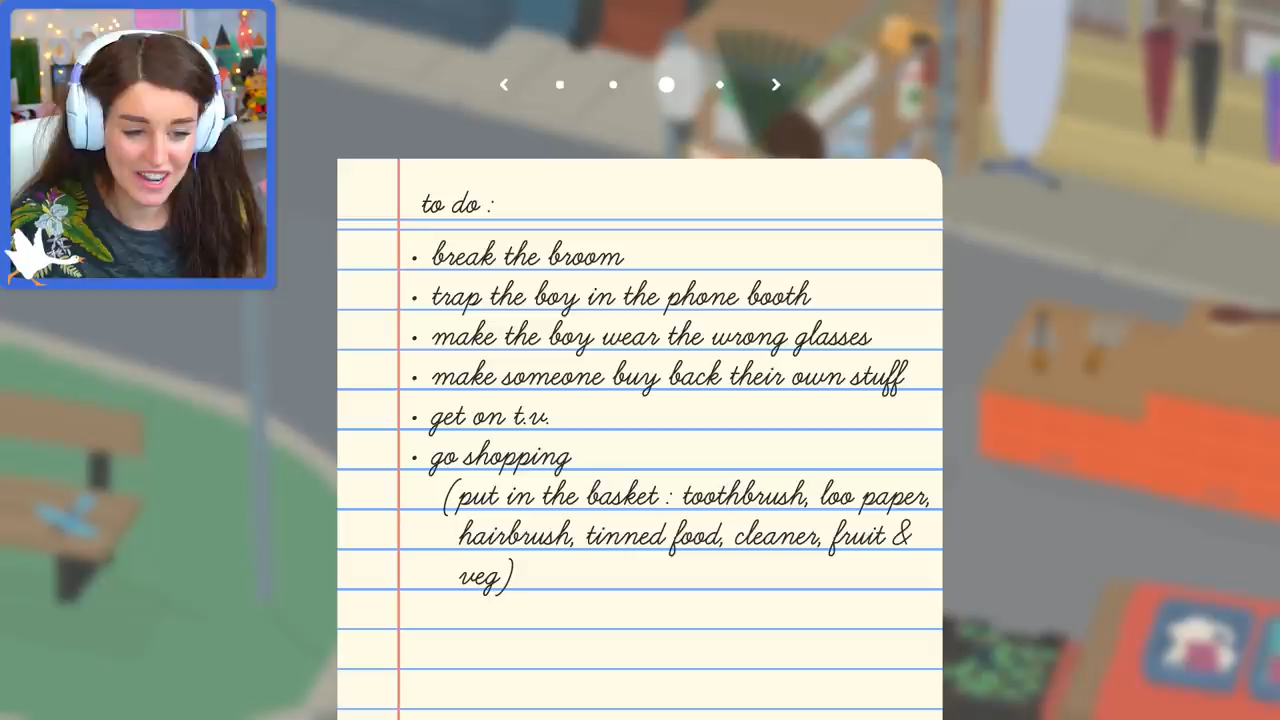 to do :
• break the broom
• trap the boy in the phone booth
• make the boy wear the wrong glasses
• make someone buy back their own stuff
• get on t.v.
• go shopping
(put in the basket : toothbrush, loo paper,
hairbrush, tinned food, cleaner, fruit &
veg)